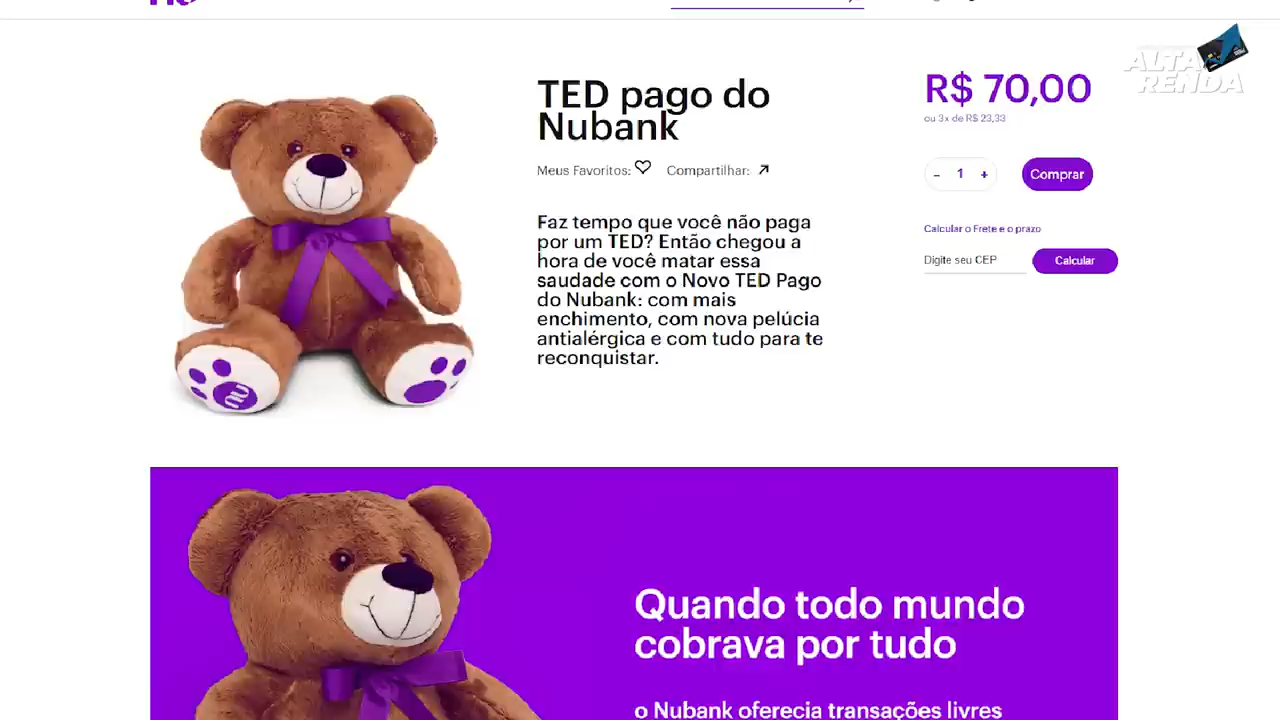 ALTA
RENDA
TED pago do
Nubank
Meus Favoritos:
Compartilhar:
Faz tempo que você não paga
por um TED? Então chegou a
hora de você matar essa
saudade com o Novo TED Pago
do Nubank: com mais
enchimento, com nova pelúcia
antialérgica e com tudo para te
reconquistar.
R$ 70,00
ou 3x de R$ 23,33
- 1 +
Comprar
Calcular o Frete e o prazo
Digite seu CEP
Calcular
Quando todo mundo
cobrava por tudo
o Nubank oferecia transações livres